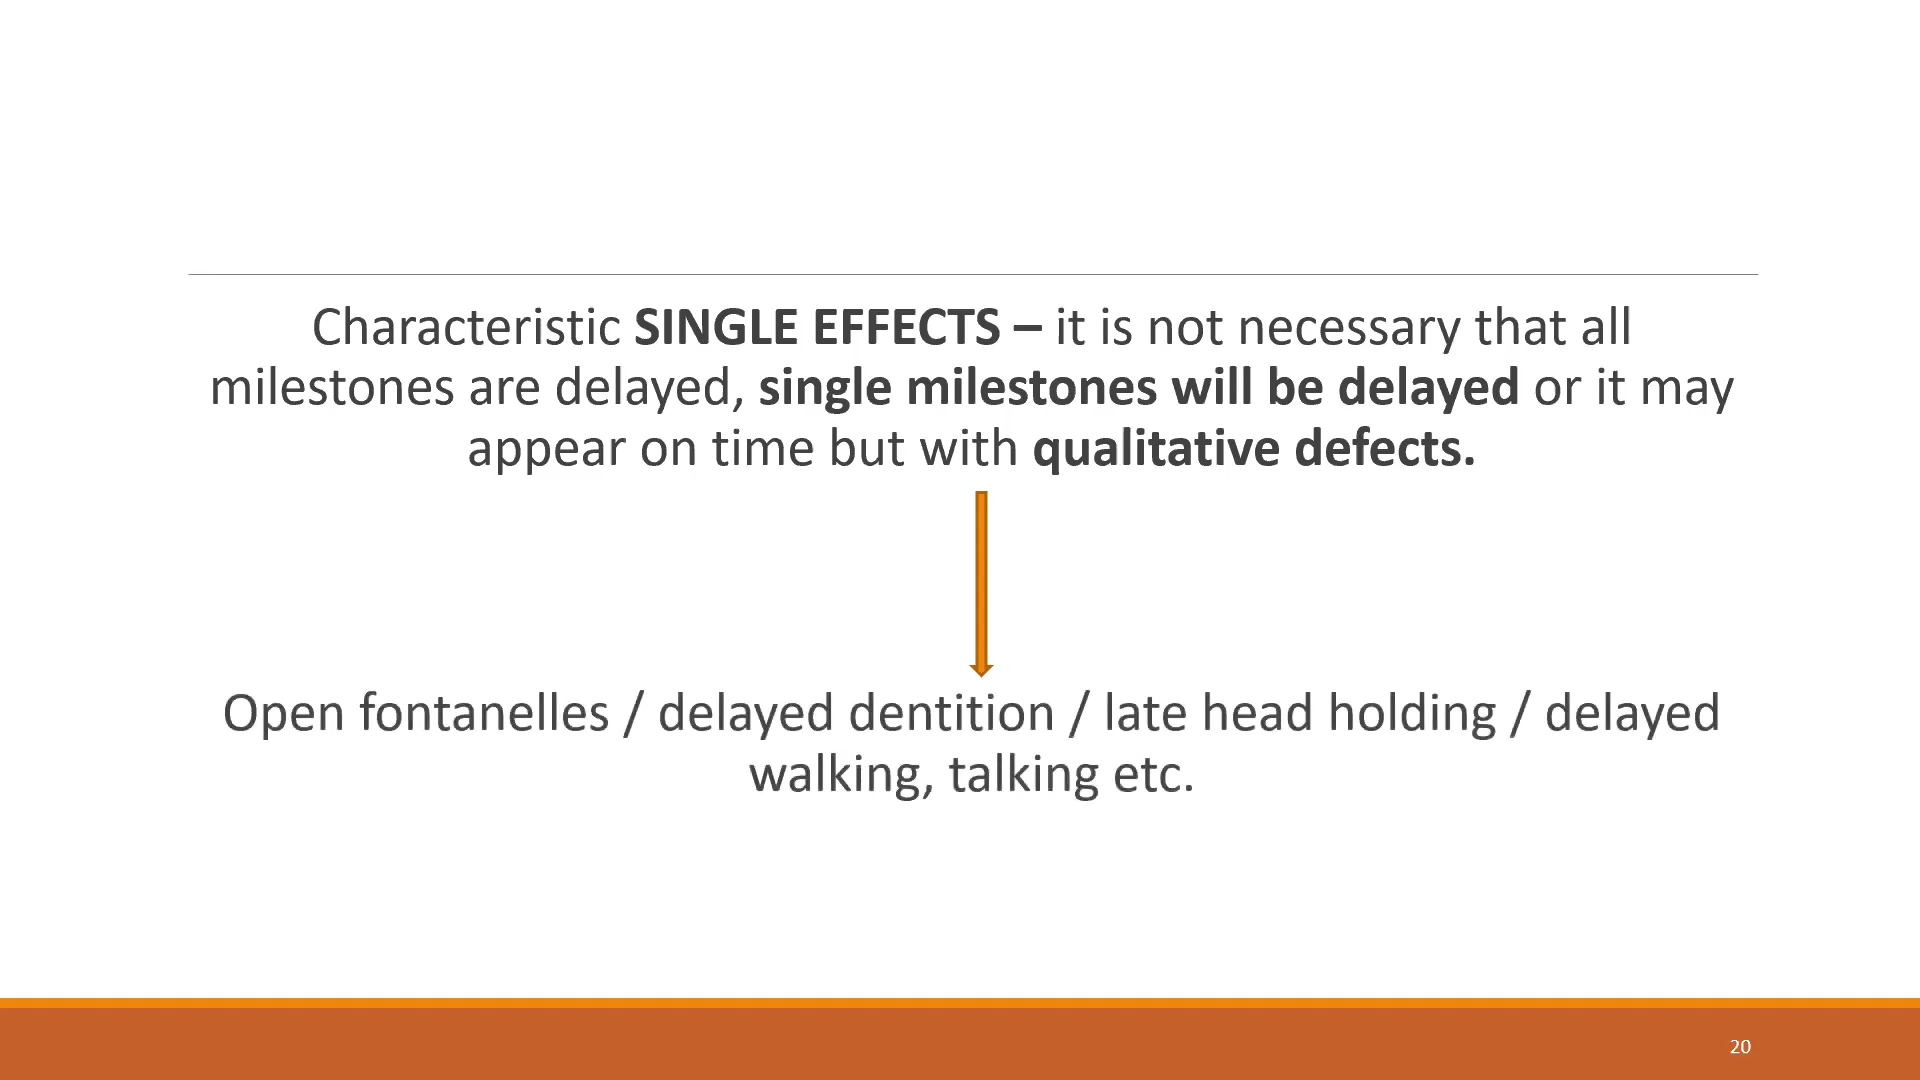 Characteristic SINGLE EFFECTS – it is not necessary that all
milestones are delayed, single milestones will be delayed or it may
appear on time but with qualitative defects.
Open fontanelles / delayed dentition / late head holding / delayed
walking, talking etc.
20